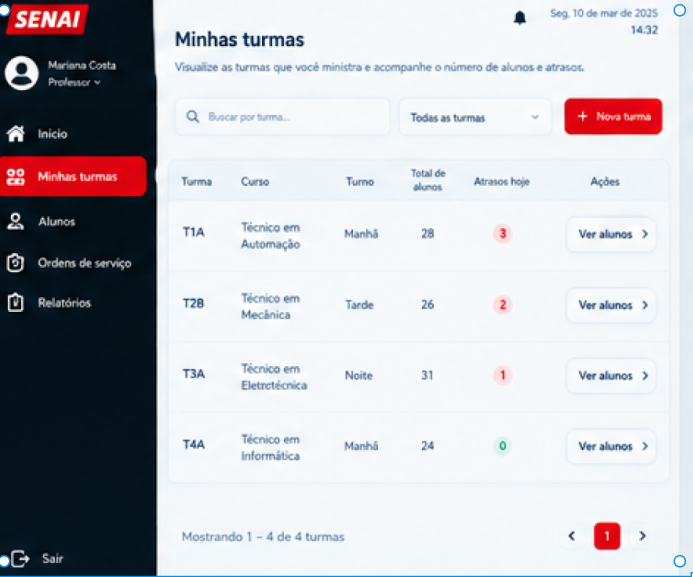 SENAI
Mariana Costa
Professor
Início
Minhas turmas
Alunos
Ordens de serviço
Relatórios
Sair
Seg, 10 de mar de 2025
14:32
Minhas turmas
Visualize as turmas que você ministra e acompanhe o número de alunos e atrasos.
Buscar por turma...
Todas as turmas
+ Nova turma
Turma Curso Turno Total de alunos Atrasos hoje Ações
T1A Técnico em Automação Manhã 28 3 Ver alunos
T2B Técnico em Mecânica Tarde 26 2 Ver alunos
T3A Técnico em Eletrotécnica Noite 31 1 Ver alunos
T4A Técnico em Informática Manhã 24 0 Ver alunos
Mostrando 1 – 4 de 4 turmas
1